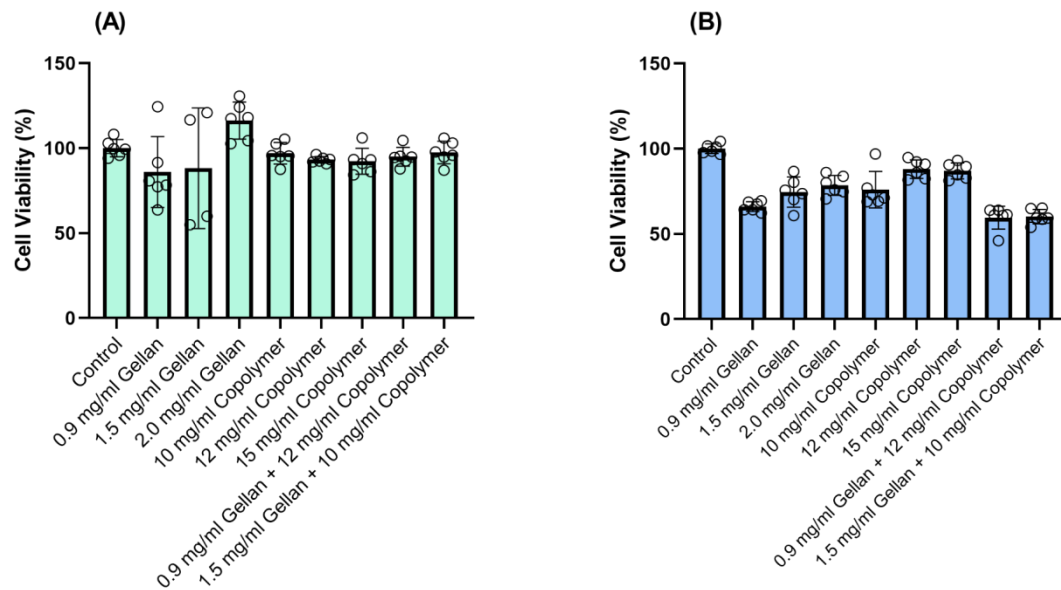 (A)
Cell Viability (%)
150
100
50
0
Control
0.9 mg/ml Gellan
1.5 mg/ml Gellan
2.0 mg/ml Gellan
10 mg/ml Copolymer
12 mg/ml Copolymer
15 mg/ml Copolymer
0.9 mg/ml Gellan + 12 mg/ml Copolymer
1.5 mg/ml Gellan + 10 mg/ml Copolymer
(B)
Cell Viability (%)
150
100
50
0
Control
0.9 mg/ml Gellan
1.5 mg/ml Gellan
2.0 mg/ml Gellan
10 mg/ml Copolymer
12 mg/ml Copolymer
15 mg/ml Copolymer
0.9 mg/ml Gellan + 12 mg/ml Copolymer
1.5 mg/ml Gellan + 10 mg/ml Copolymer